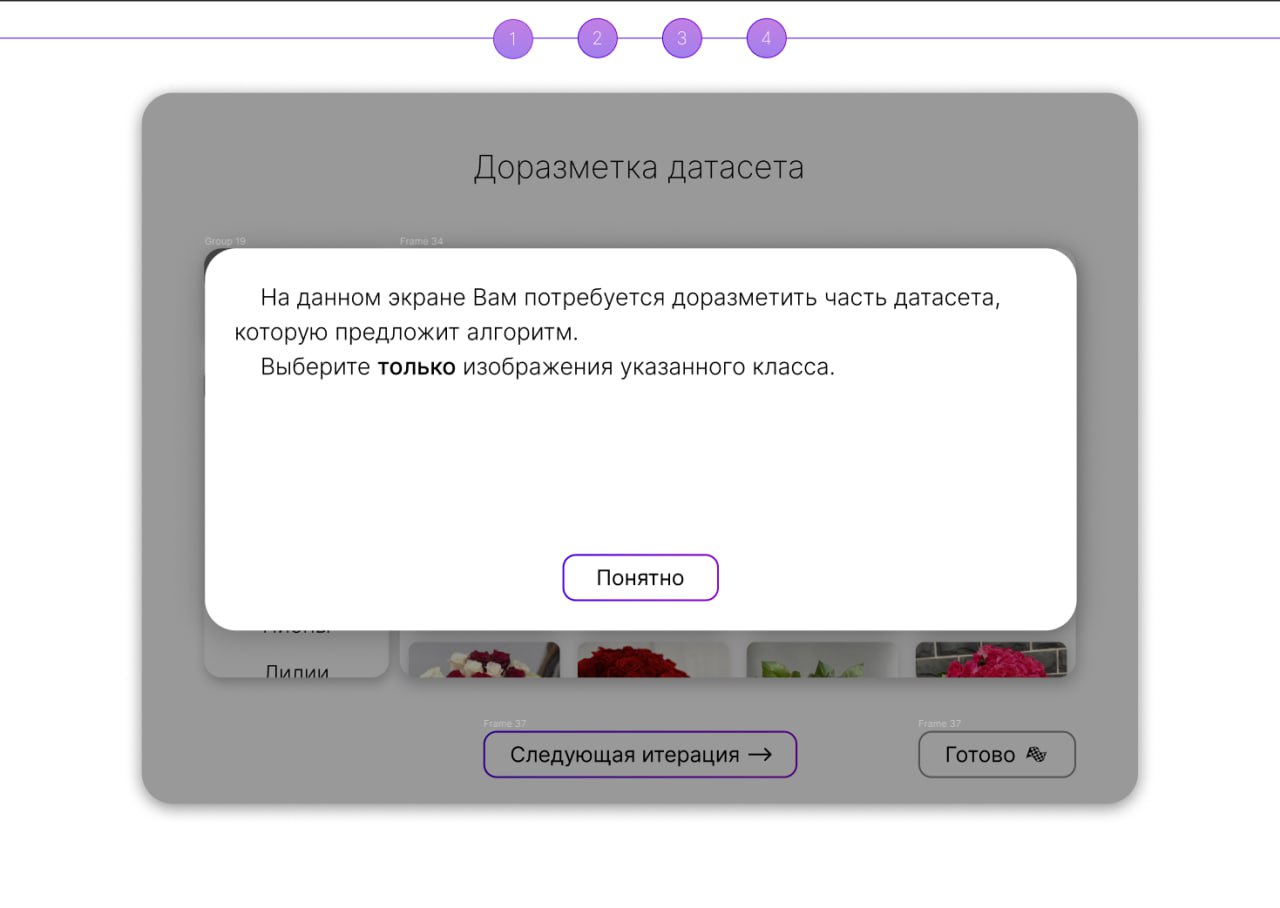 1 2 3 4
Доразметка датасета
Group 19 Frame 34
На данном экране Вам потребуется доразметить часть датасета,
которую предложит алгоритм.
Выберите только изображения указанного класса.
Понятно
Лилии
Frame 37 Frame 37
Следующая итерация → Готово